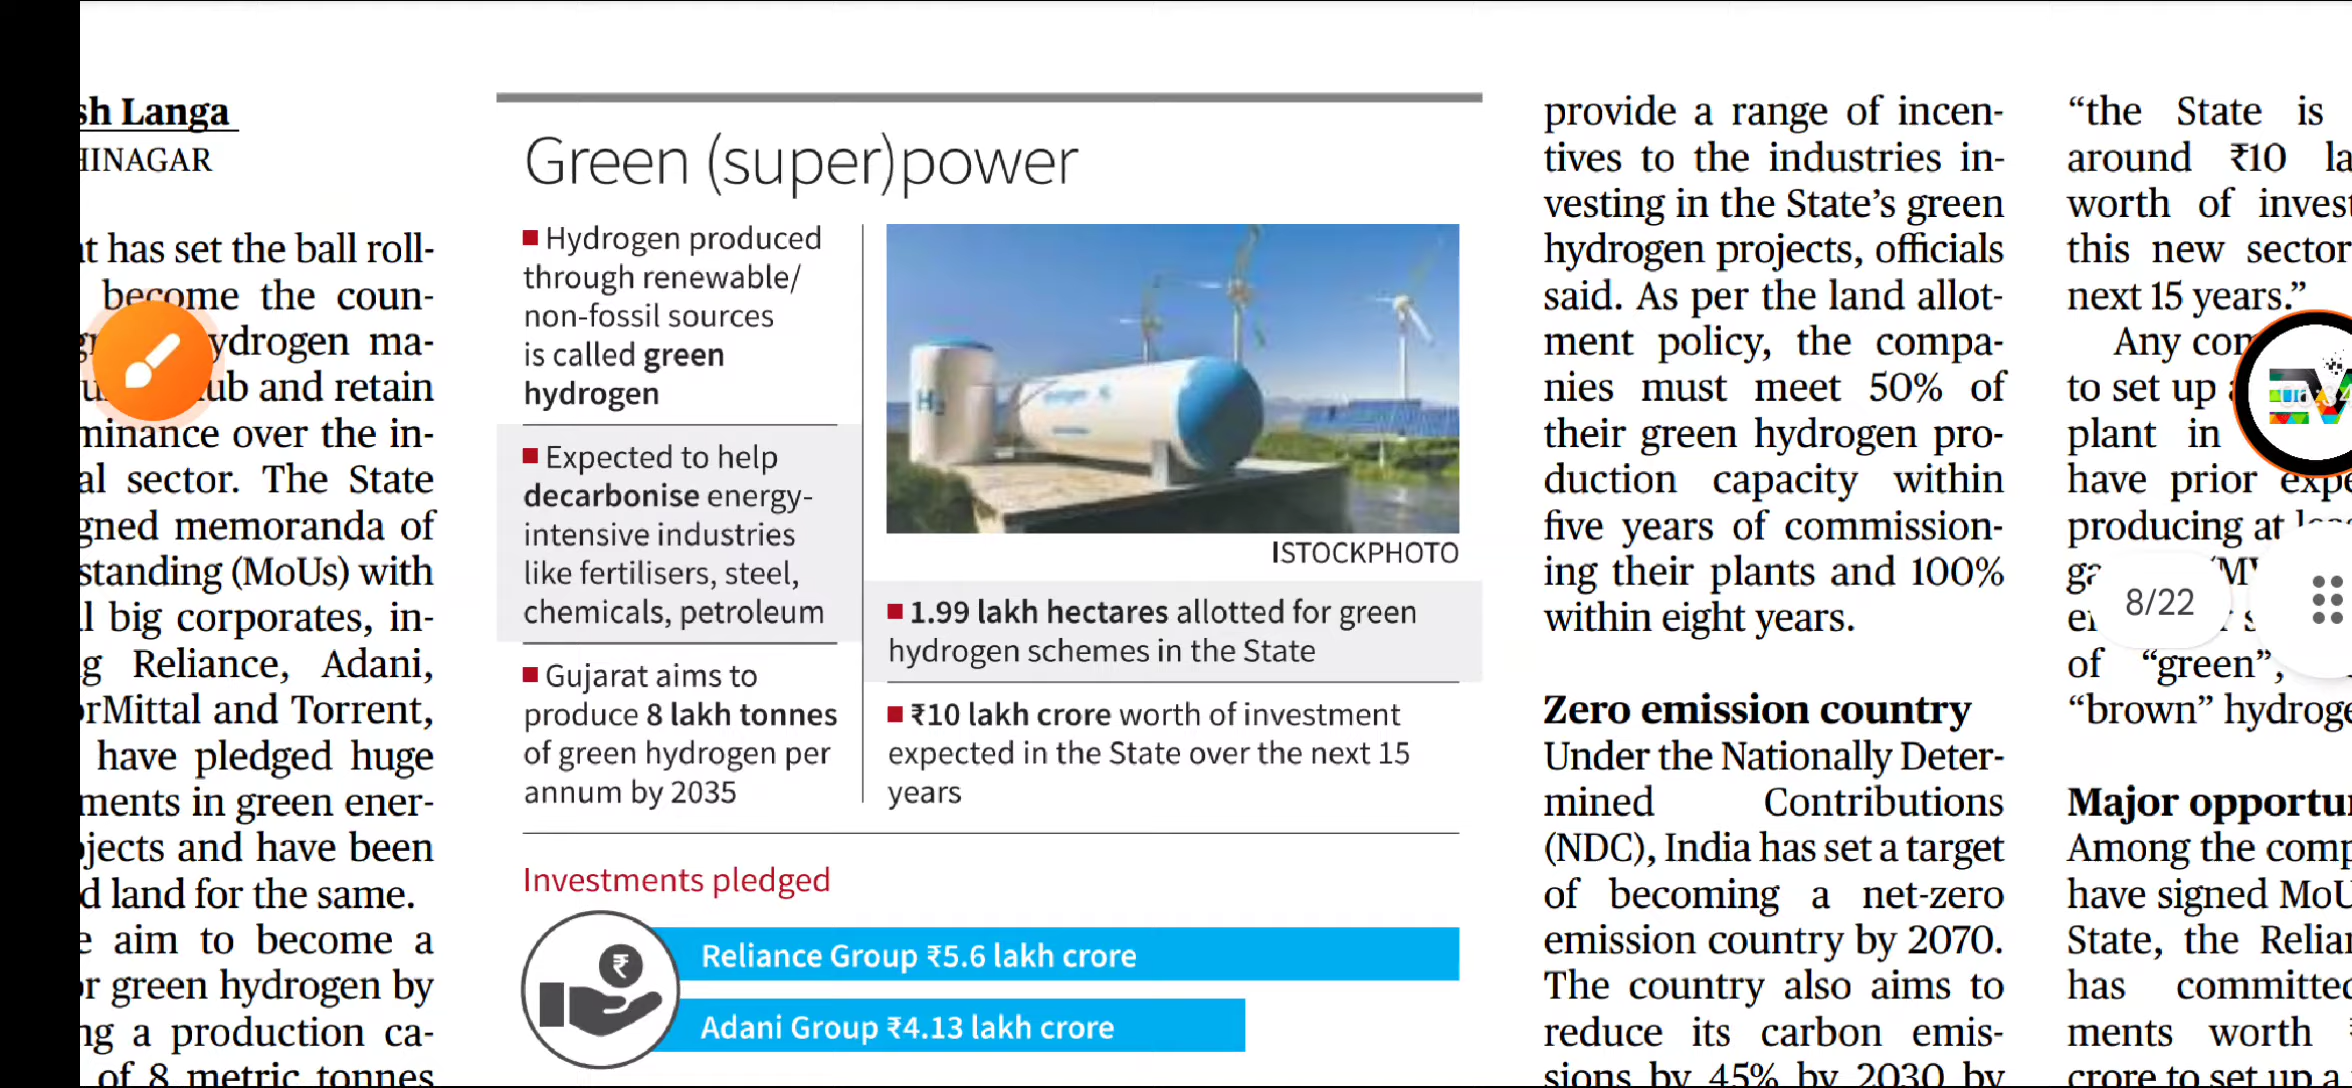 sh Langa
HINAGAR
t has set the ball roll-
become the coun-
ydrogen ma-
ub and retain
minance over the in-
al sector. The State
gned memoranda of
standing (MoUs) with
l big corporates, in-
g Reliance, Adani,
rMittal and Torrent,
have pledged huge
ments in green ener-
jects and have been
d land for the same.
e aim to become a
r green hydrogen by
ng a production ca-
of 8 metric tonnes
Green (super)power
Hydrogen produced
through renewable/
non-fossil sources
is called green
hydrogen
Expected to help
decarbonise energy-
intensive industries
like fertilisers, steel,
chemicals, petroleum
Gujarat aims to
produce 8 lakh tonnes
of green hydrogen per
annum by 2035
H2
ISTOCKPHOTO
1.99 lakh hectares allotted for green
hydrogen schemes in the State
₹10 lakh crore worth of investment
expected in the State over the next 15
years
Investments pledged
₹
Reliance Group ₹5.6 lakh crore
Adani Group ₹4.13 lakh crore
provide a range of incen-
tives to the industries in-
vesting in the State’s green
hydrogen projects, officials
said. As per the land allot-
ment policy, the compa-
nies must meet 50% of
their green hydrogen pro-
duction capacity within
five years of commission-
ing their plants and 100%
within eight years.
Zero emission country
Under the Nationally Deter-
mined Contributions
(NDC), India has set a target
of becoming a net-zero
emission country by 2070.
The country also aims to
reduce its carbon emis-
sions by 45% by 2030 by
“the State is
around ₹10 la
worth of invest
this new sector
next 15 years.”
Any con
to set up
plant in
have prior expe
producing at
of “green”,
“brown” hydroge
Major opportu
Among the comp
have signed MoU
State, the Relian
has committed
ments worth
crore to set up a
8/22